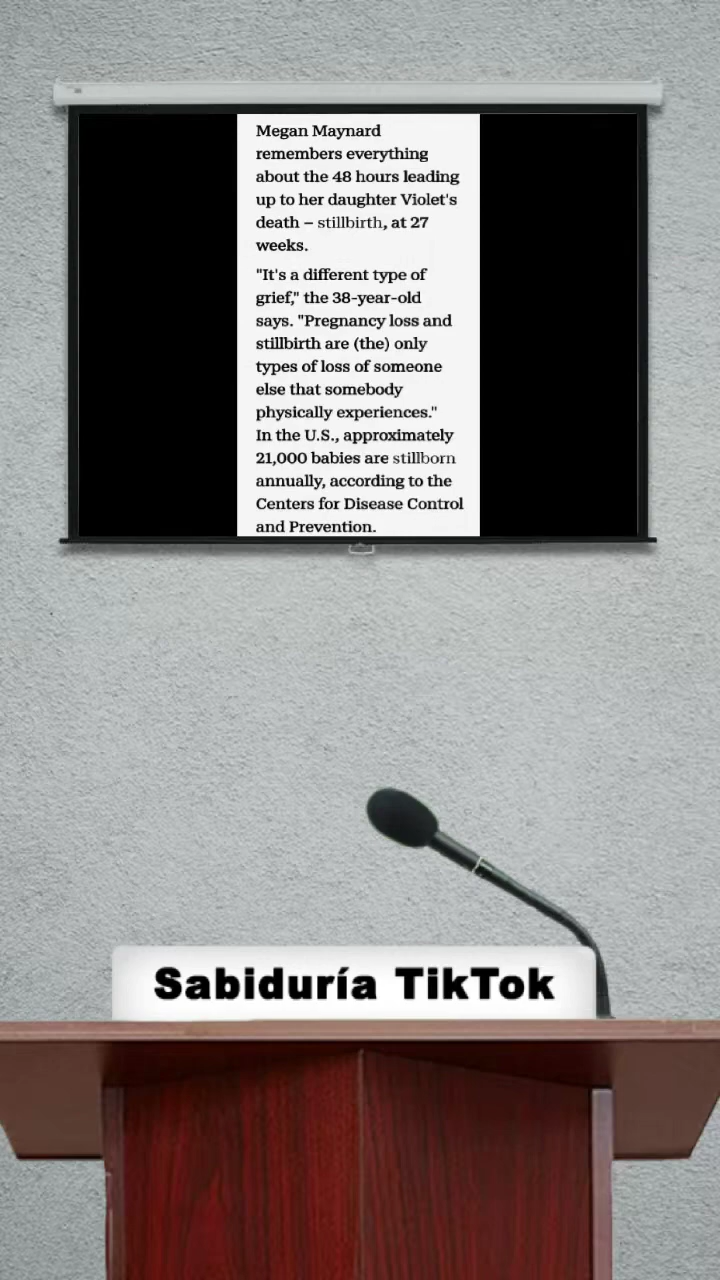 Megan Maynard
remembers everything
about the 48 hours leading
up to her daughter Violet's
death – stillbirth, at 27
weeks.
"It's a different type of
grief," the 38-year-old
says. "Pregnancy loss and
stillbirth are (the) only
types of loss of someone
else that somebody
physically experiences."
In the U.S., approximately
21,000 babies are stillborn
annually, according to the
Centers for Disease Control
and Prevention.
Sabiduría TikTok